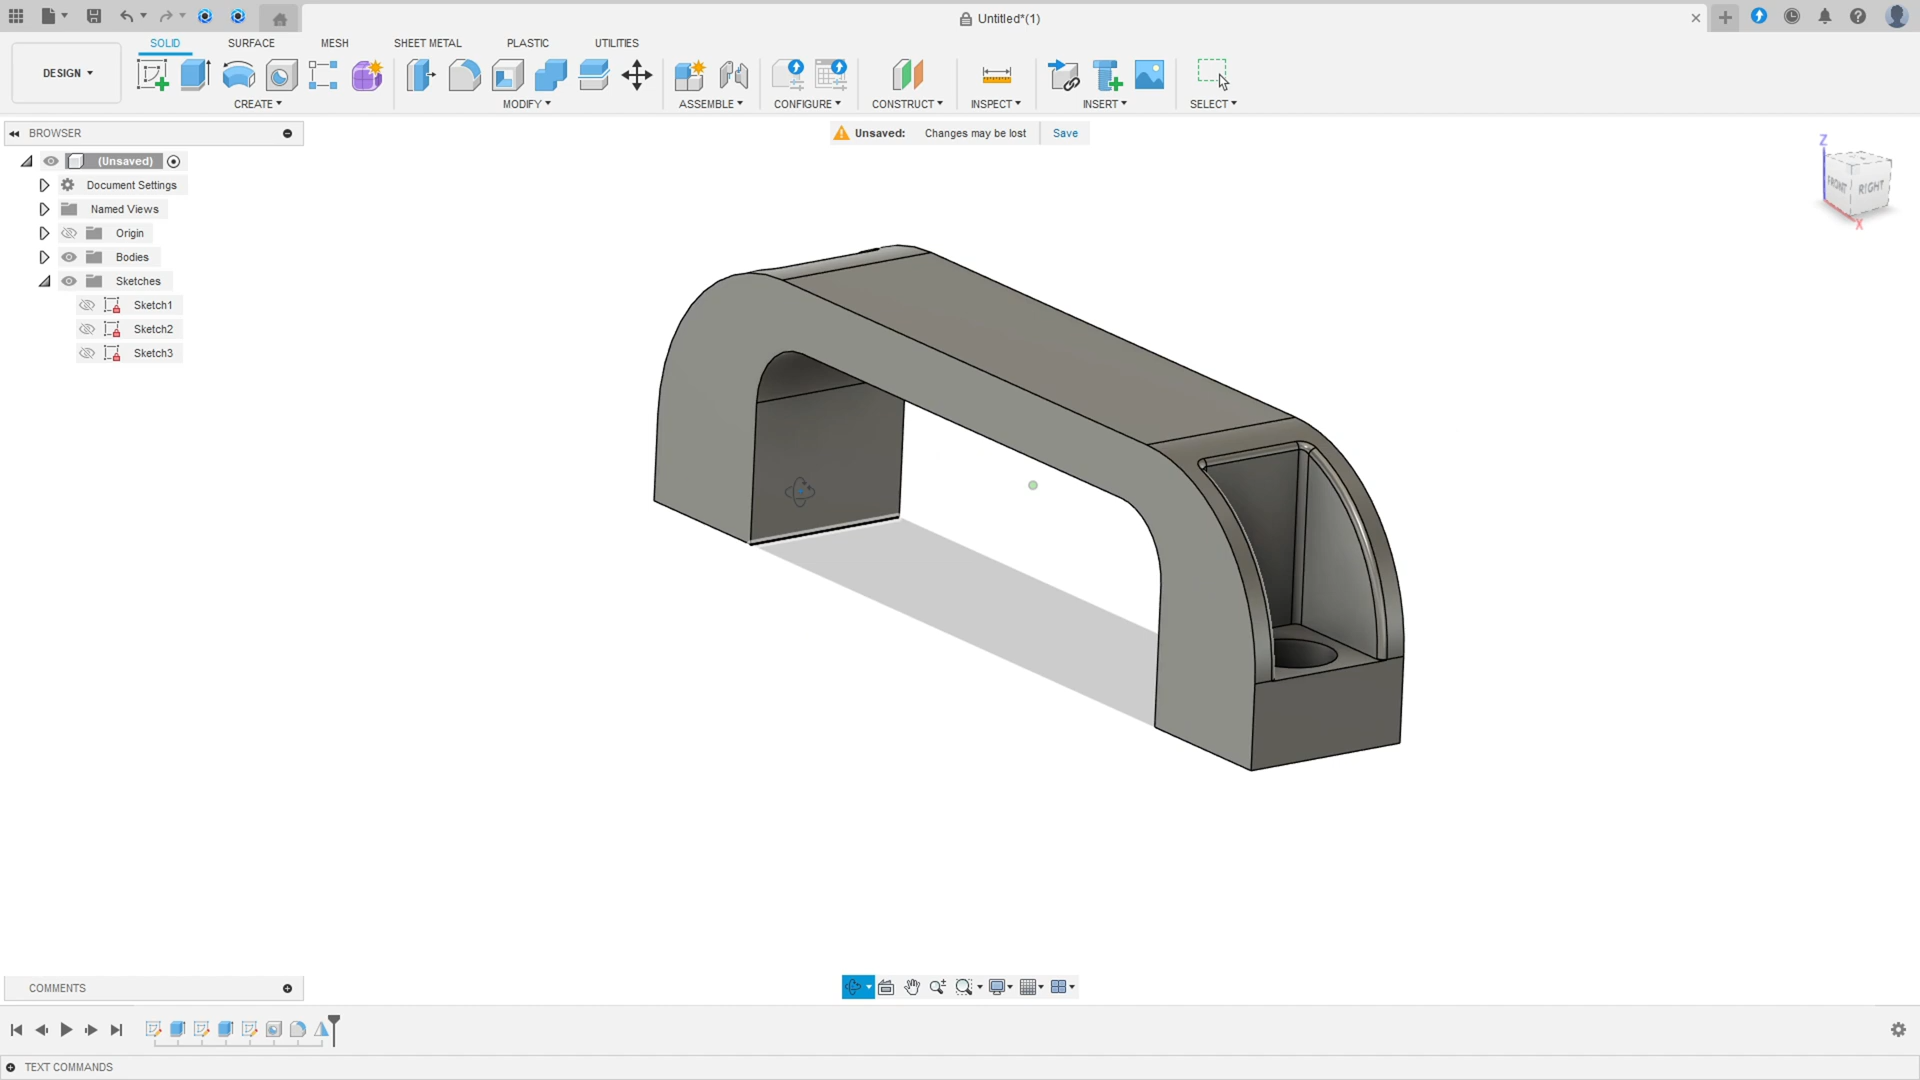 Untitled*(1)
DESIGN
SOLID
SURFACE
MESH
SHEET METAL
PLASTIC
UTILITIES
CREATE
MODIFY
ASSEMBLE
CONFIGURE
CONSTRUCT
INSPECT
INSERT
SELECT
BROWSER
Unsaved: Changes may be lost Save
(Unsaved)
Document Settings
Named Views
Origin
Bodies
Sketches
Sketch1
Sketch2
Sketch3
Z
FRONT
RIGHT
X
COMMENTS
TEXT COMMANDS